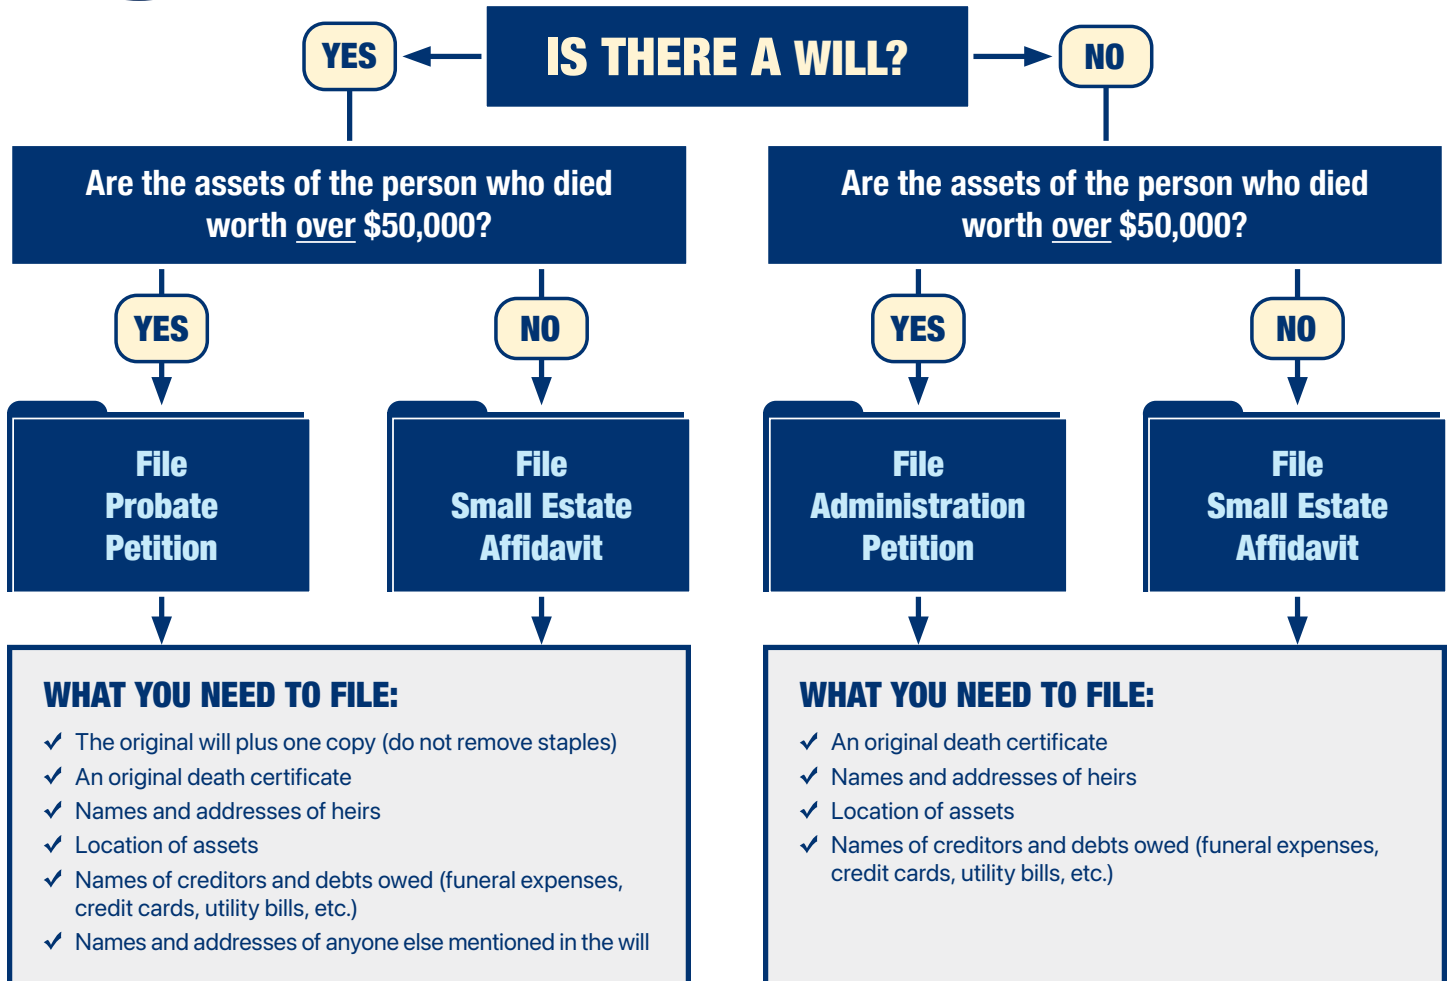 IS THERE A WILL?
YES
NO
Are the assets of the person who died
worth over $50,000?
YES
NO
File
Probate
Petition
File
Small Estate
Affidavit
WHAT YOU NEED TO FILE:
The original will plus one copy (do not remove staples)
An original death certificate
Names and addresses of heirs
Location of assets
Names of creditors and debts owed (funeral expenses,
credit cards, utility bills, etc.)
Names and addresses of anyone else mentioned in the will
Are the assets of the person who died
worth over $50,000?
YES
NO
File
Administration
Petition
File
Small Estate
Affidavit
WHAT YOU NEED TO FILE:
An original death certificate
Names and addresses of heirs
Location of assets
Names of creditors and debts owed (funeral expenses,
credit cards, utility bills, etc.)